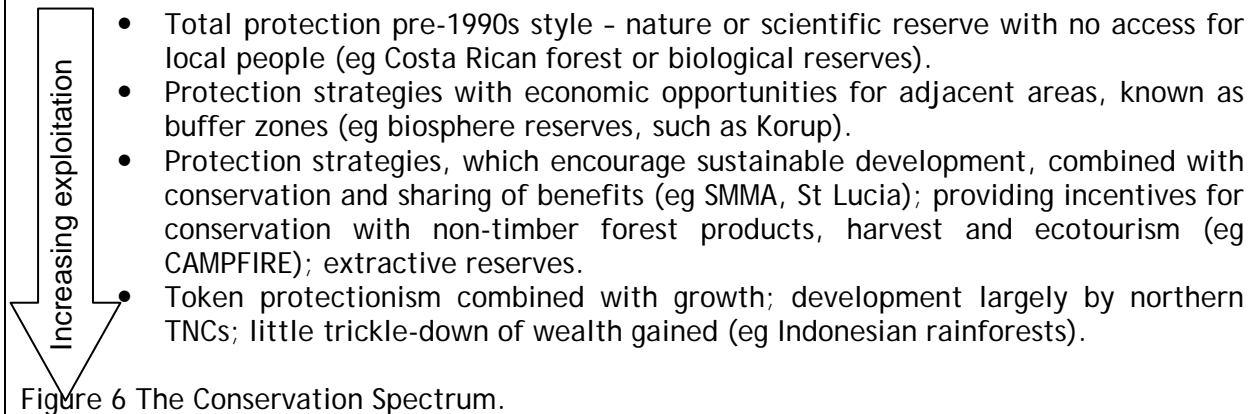 Increasing exploitation
• Total protection pre-1990s style – nature or scientific reserve with no access for
local people (eg Costa Rican forest or biological reserves).
• Protection strategies with economic opportunities for adjacent areas, known as
buffer zones (eg biosphere reserves, such as Korup).
• Protection strategies, which encourage sustainable development, combined with
conservation and sharing of benefits (eg SMMA, St Lucia); providing incentives for
conservation with non-timber forest products, harvest and ecotourism (eg
CAMPFIRE); extractive reserves.
• Token protectionism combined with growth; development largely by northern
TNCs; little trickle-down of wealth gained (eg Indonesian rainforests).
Figure 6 The Conservation Spectrum.